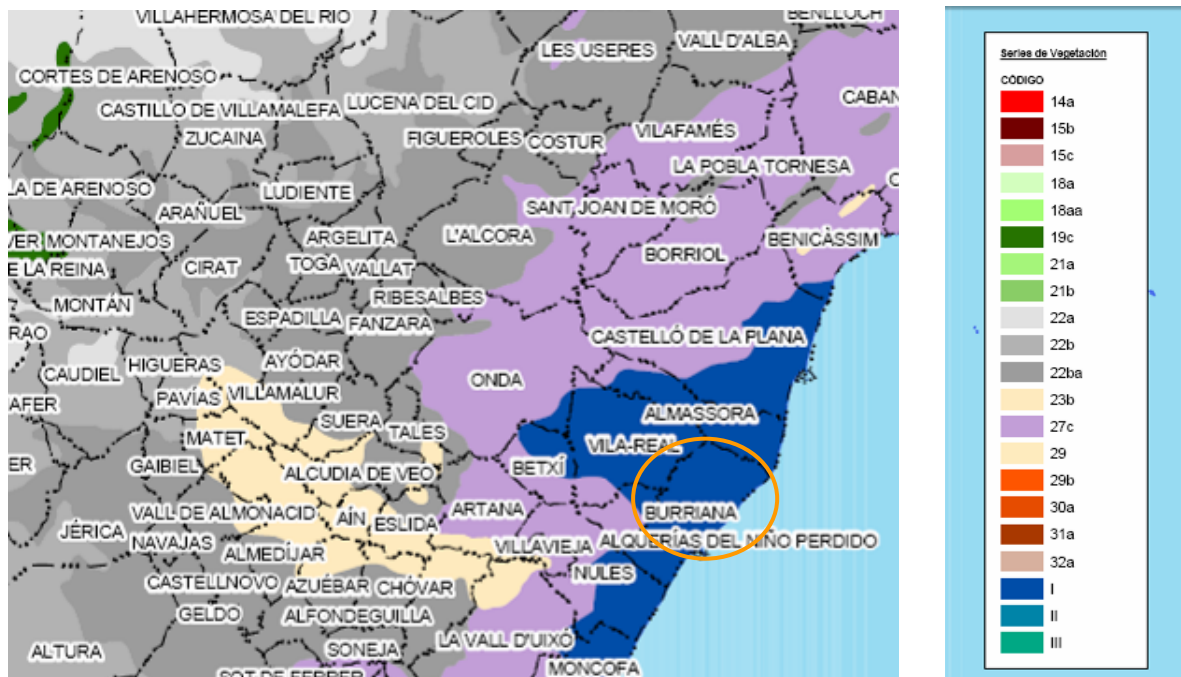 VILLAHERMOSA DEL RIO
BENLLOCH
VALL D'ALBA
LES USERES
CORTES DE ARENOSO
CABAN
CASTILLO DE VILLAMALEFA
LUCENA DEL CID
ZUCAINA
FIGUEROLES
COSTUR
VILAFAMÉS
LA POBLA TORNESA
LA DE ARENOSO
LUDIENTE
ARAÑUEL
SANT JOAN DE MORÓ
VER
MONTANEJOS
ARGELITA
L'ALCORA
BENICÀSSIM
E LA REINA
CIRAT
TOGA
VALLAT
BORRIOL
MONTÁN
RIBESALBES
ESPADILLA
FANZARA
RAO
CASTELLÓ DE LA PLANA
HIGUERAS
AYÓDAR
CAUDIEL
ONDA
AFER
PAVÍAS
VILLAMALUR
SUERA
TALES
ALMASSORA
MATET
VILA-REAL
ER
GAIBIEL
ALCUDIA DE VEO
BETXÍ
VALL DE ALMONACID
AÍN
ESLIDA
ARTANA
BURRIANA
JÉRICA
NAVAJAS
ALMEDÍJAR
VILLAVIEJA
ALQUERÍAS DEL NIÑO PERDIDO
CASTELLNOVO
AZUÉBAR
CHÓVAR
NULES
GELDO
ALFONDEGUILLA
ALTURA
SONEJA
LA VALL D'UIXÓ
SOT DE FERRER
MONCOFA
Series de Vegetación
CÓDIGO
14a
15b
15c
18a
18aa
19c
21a
21b
22a
22b
22ba
23b
27c
29
29b
30a
31a
32a
I
II
III